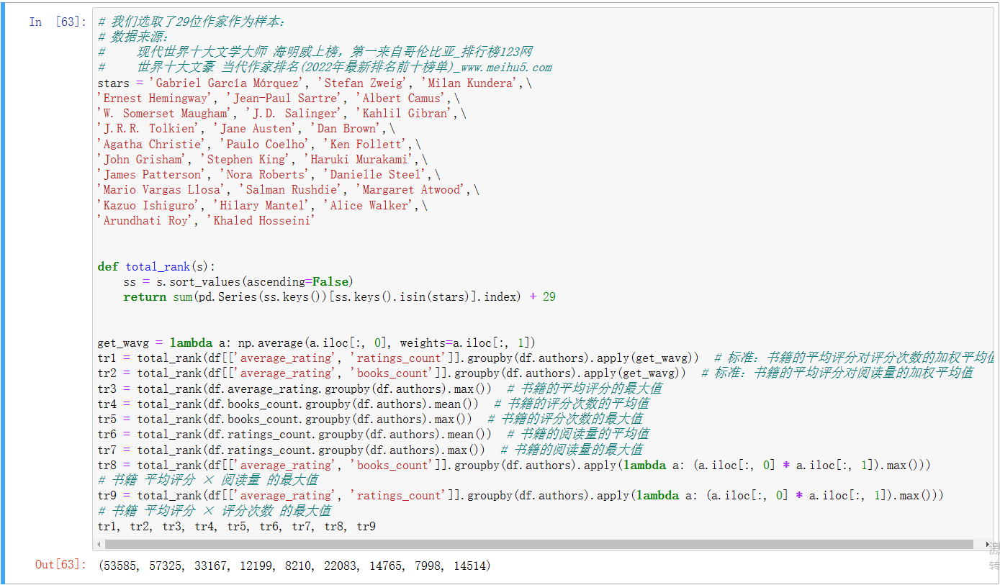 In [63]:
# 我们选取了29位作家作为样本:
# 数据来源:
#     现代世界十大文学大师 海明威上榜，第一来自哥伦比亚_排行榜123网
#     世界十大文豪 当代作家排名(2022年最新排名前十榜单)_www.meihu5.com
stars = 'Gabriel García Márquez', 'Stefan Zweig', 'Milan Kundera',\
'Ernest Hemingway', 'Jean-Paul Sartre', 'Albert Camus',\
'W. Somerset Maugham', 'J.D. Salinger', 'Kahlil Gibran',\
'J.R.R. Tolkien', 'Jane Austen', 'Dan Brown',\
'Agatha Christie', 'Paulo Coelho', 'Ken Follett',\
'John Grisham', 'Stephen King', 'Haruki Murakami',\
'James Patterson', 'Nora Roberts', 'Danielle Steel',\
'Mario Vargas Llosa', 'Salman Rushdie', 'Margaret Atwood',\
'Kazuo Ishiguro', 'Hilary Mantel', 'Alice Walker',\
'Arundhati Roy', 'Khaled Hosseini'
def total_rank(s):
    ss = s.sort_values(ascending=False)
    return sum(pd.Series(ss.keys())[ss.keys().isin(stars)].index) + 29
get_wavg = lambda a: np.average(a.iloc[:, 0], weights=a.iloc[:, 1])
tr1 = total_rank(df[['average_rating', 'ratings_count']].groupby(df.authors).apply(get_wavg))  # 标准: 书籍的平均评分对评分次数的加权平均值
tr2 = total_rank(df[['average_rating', 'books_count']].groupby(df.authors).apply(get_wavg))  # 标准: 书籍的平均评分对阅读量的加权平均值
tr3 = total_rank(df.average_rating.groupby(df.authors).max())  # 书籍的平均评分的最大值
tr4 = total_rank(df.books_count.groupby(df.authors).mean())  # 书籍的评分次数的平均值
tr5 = total_rank(df.books_count.groupby(df.authors).max())  # 书籍的评分次数的最大值
tr6 = total_rank(df.ratings_count.groupby(df.authors).mean())  # 书籍的阅读量的平均值
tr7 = total_rank(df.ratings_count.groupby(df.authors).max())  # 书籍的阅读量的最大值
tr8 = total_rank(df[['average_rating', 'books_count']].groupby(df.authors).apply(lambda a: (a.iloc[:, 0] * a.iloc[:, 1]).max()))
# 书籍 平均评分 × 阅读量 的最大值
tr9 = total_rank(df[['average_rating', 'ratings_count']].groupby(df.authors).apply(lambda a: (a.iloc[:, 0] * a.iloc[:, 1]).max()))
# 书籍 平均评分 × 评分次数 的最大值
tr1, tr2, tr3, tr4, tr5, tr6, tr7, tr8, tr9
激
转
Out[63]: (53585, 57325, 33167, 12199, 8210, 22083, 14765, 7998, 14514)